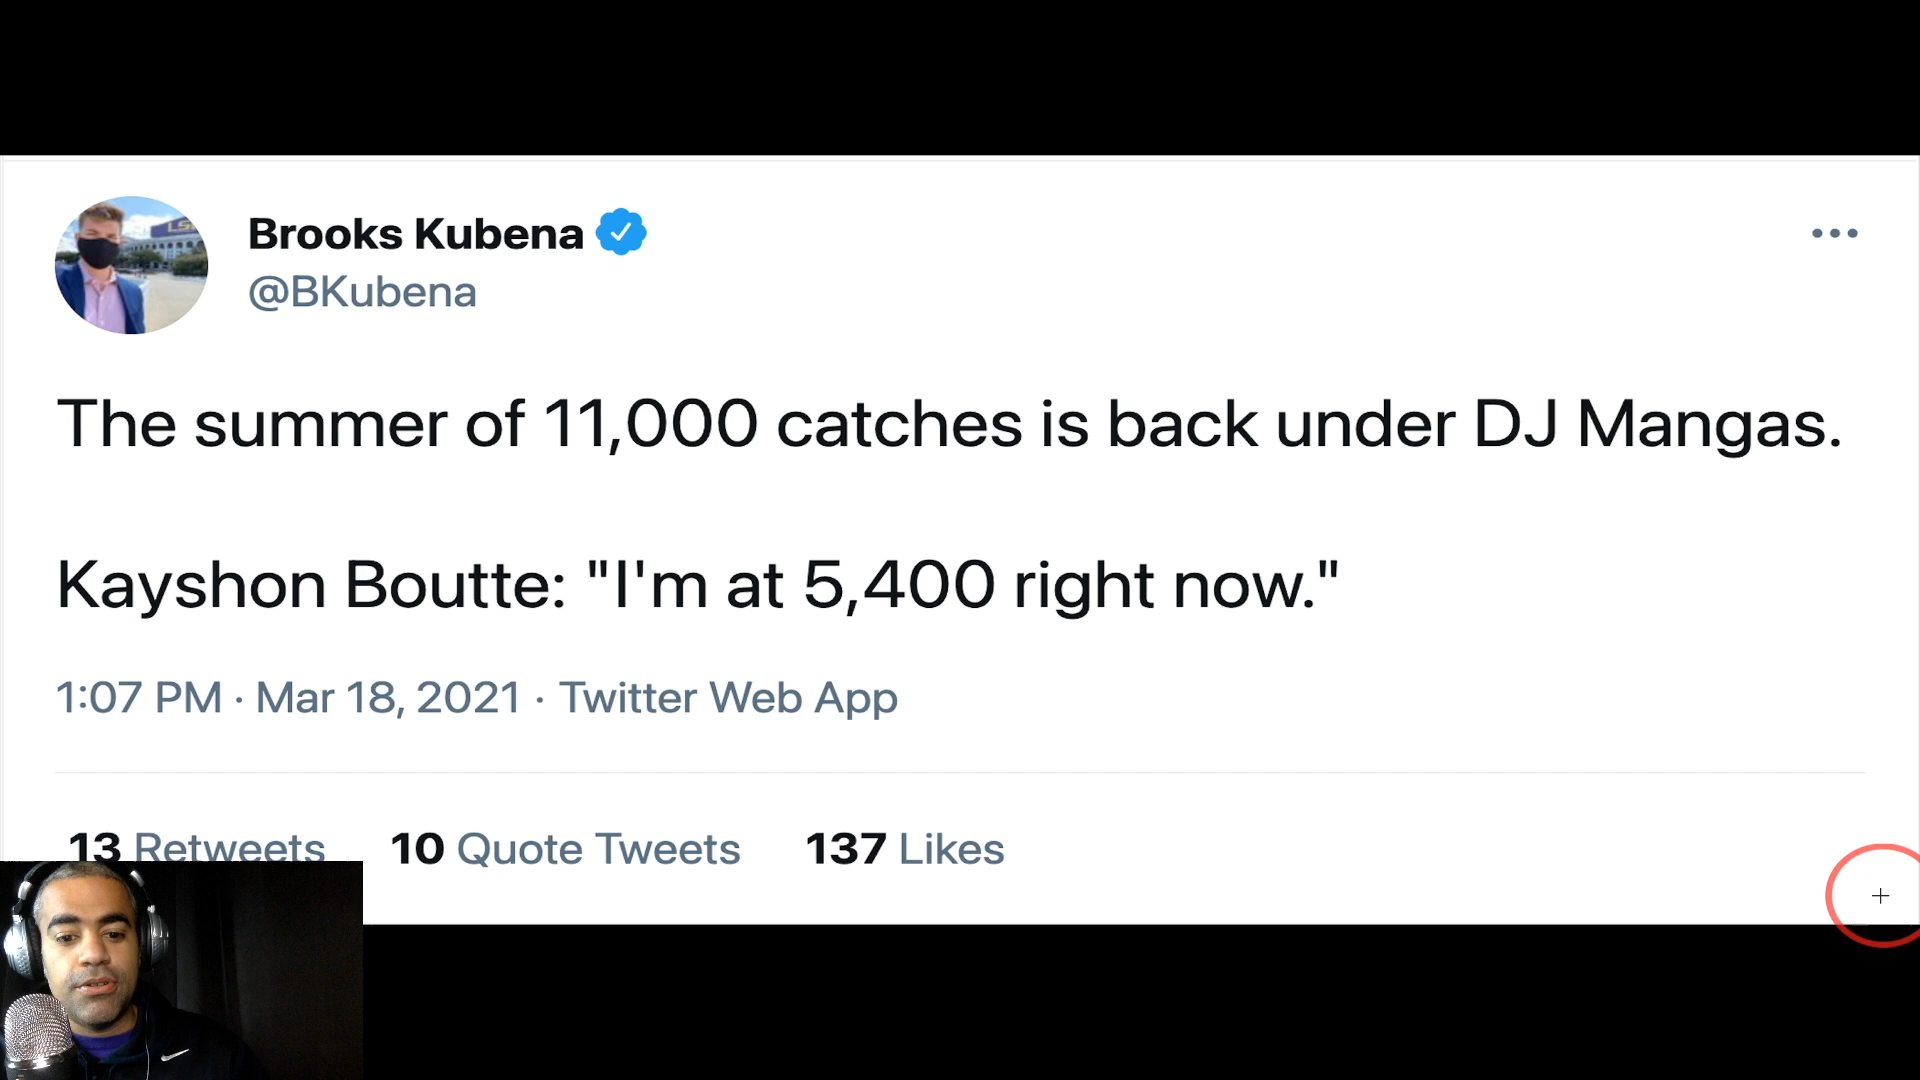 Brooks Kubena
@BKubena
The summer of 11,000 catches is back under DJ Mangas.
Kayshon Boutte: "I'm at 5,400 right now."
1:07 PM · Mar 18, 2021 · Twitter Web App
13 Retweets 10 Quote Tweets 137 Likes